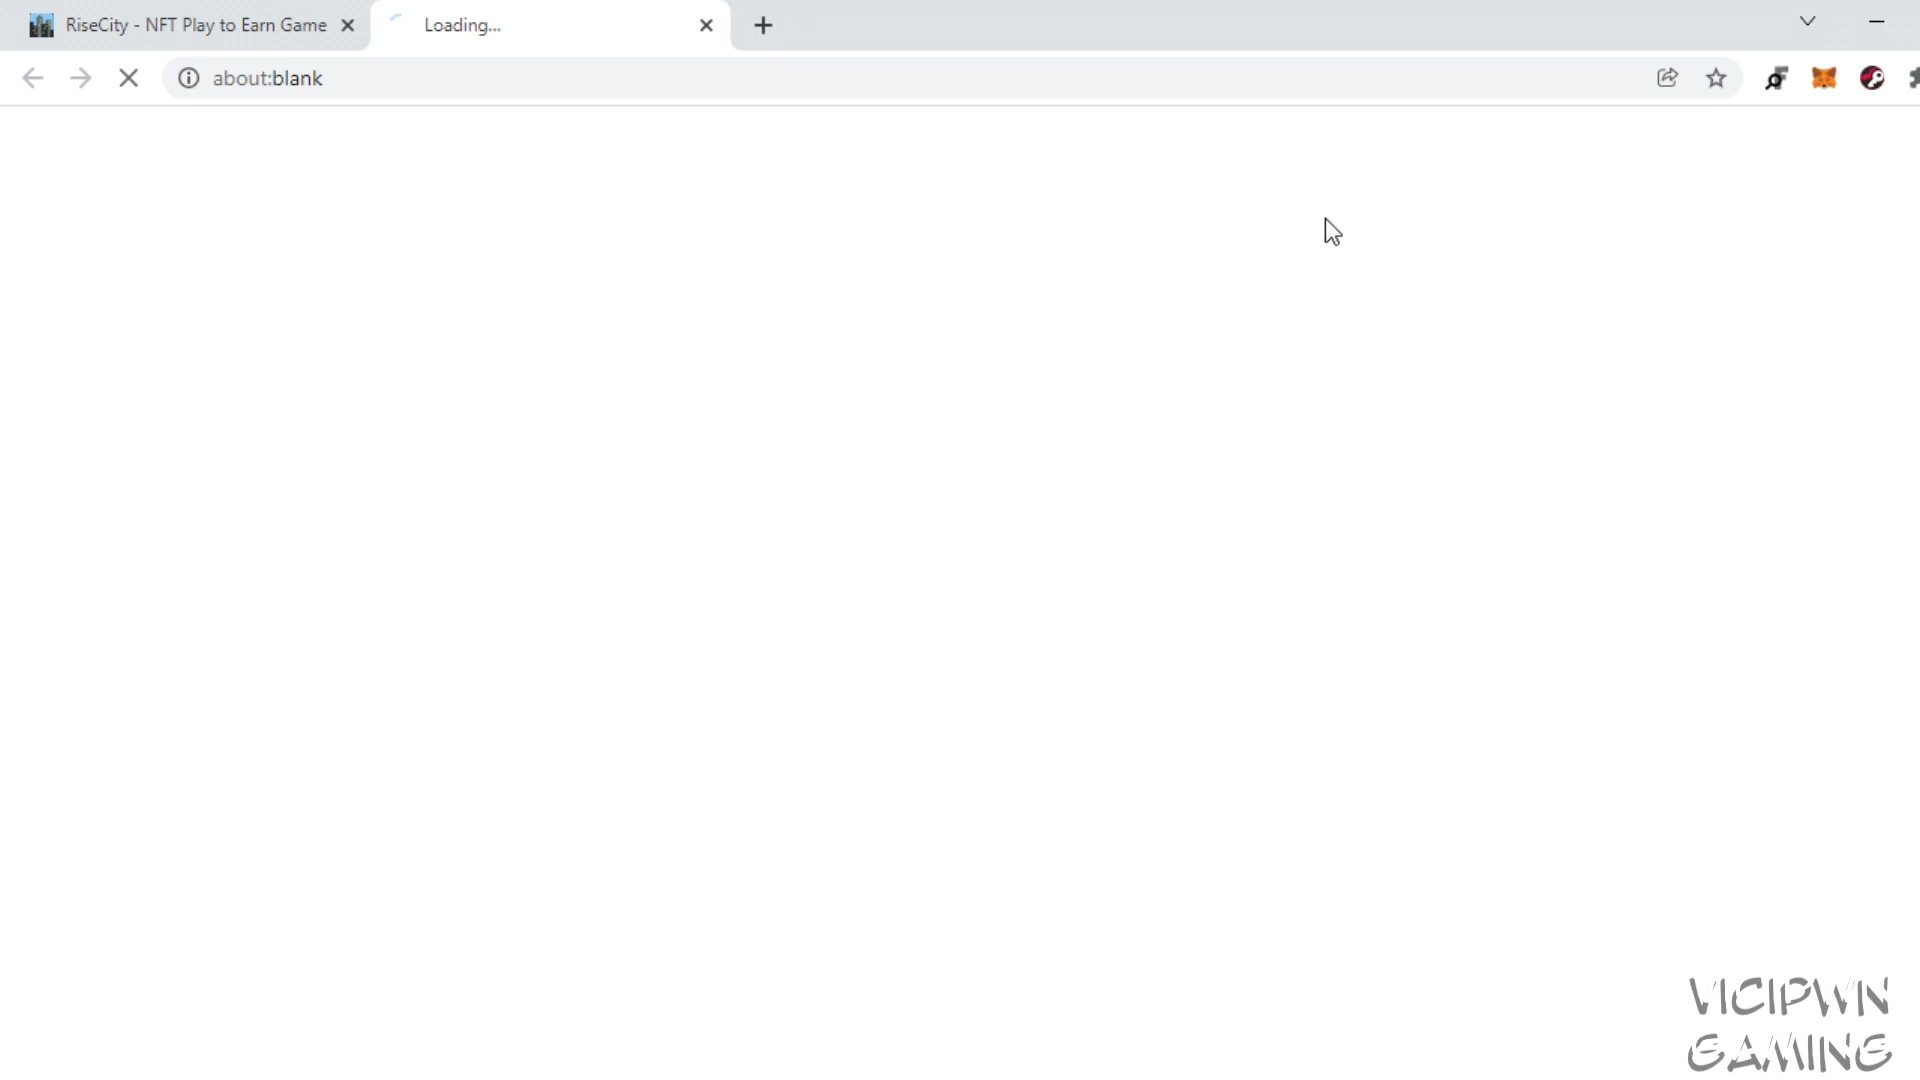 RiseCity - NFT Play to Earn Game
Loading...
about:blank
VICIPWN
GAMING